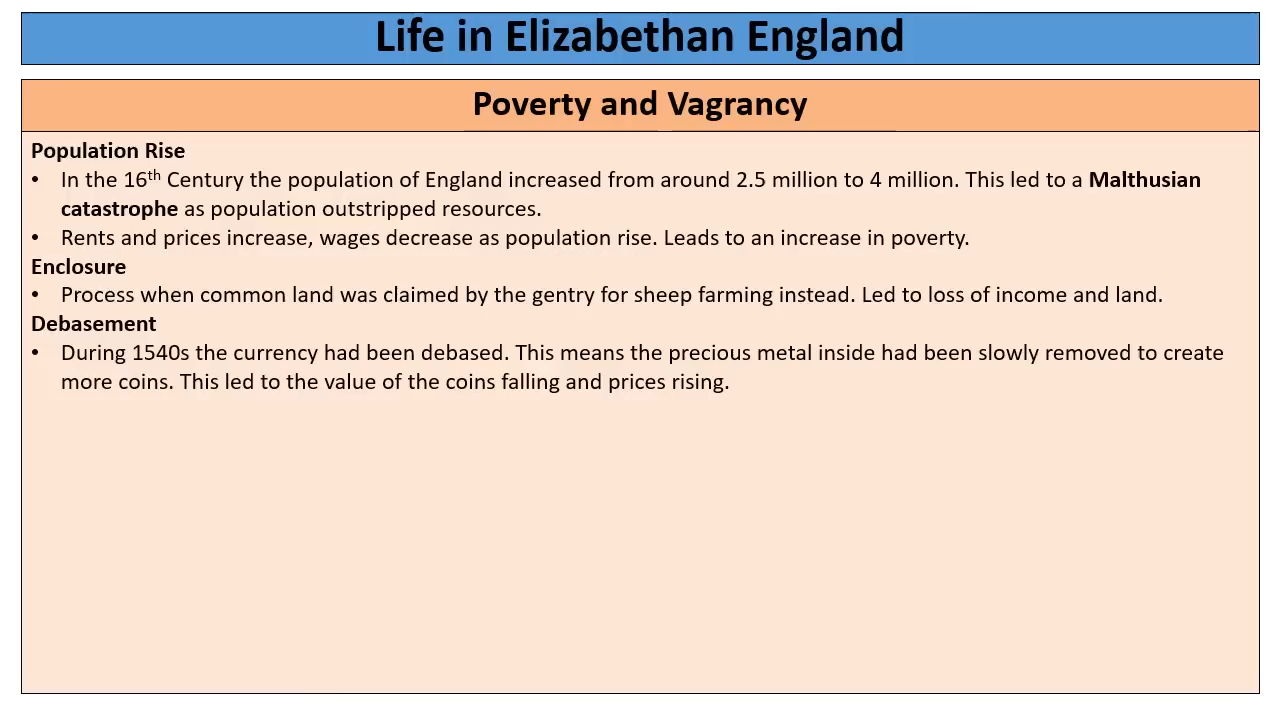 Life in Elizabethan England
Poverty and Vagrancy
Population Rise
• In the 16th Century the population of England increased from around 2.5 million to 4 million. This led to a Malthusian
catastrophe as population outstripped resources.
• Rents and prices increase, wages decrease as population rise. Leads to an increase in poverty.
Enclosure
• Process when common land was claimed by the gentry for sheep farming instead. Led to loss of income and land.
Debasement
• During 1540s the currency had been debased. This means the precious metal inside had been slowly removed to create
more coins. This led to the value of the coins falling and prices rising.